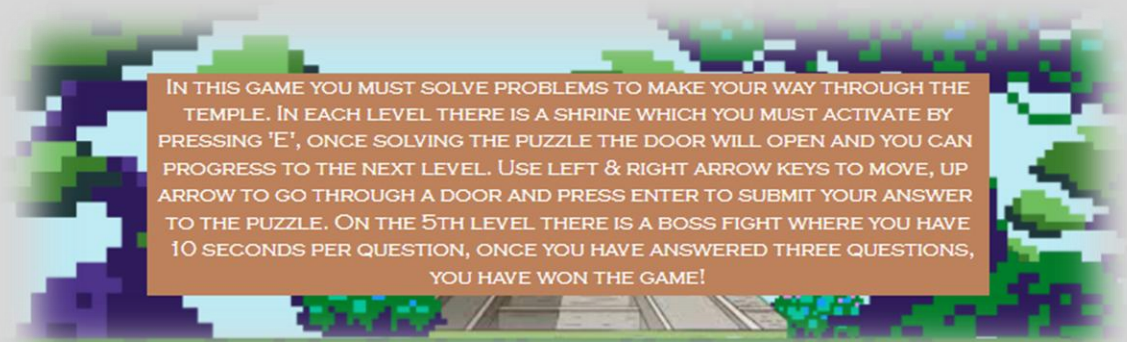 In this game you must solve problems to make your way through the
temple. In each level there is a shrine which you must activate by
pressing 'E', once solving the puzzle the door will open and you can
progress to the next level. Use left & right arrow keys to move, up
arrow to go through a door and press enter to submit your answer
to the puzzle. On the 5th level there is a boss fight where you have
10 seconds per question, once you have answered three questions,
you have won the game!